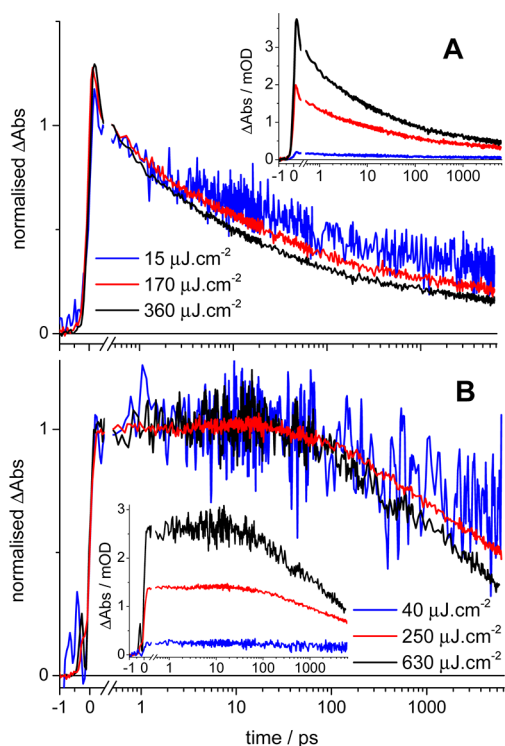 A
normalised ΔAbs
1
0
15 µJ.cm-2
170 µJ.cm-2
360 µJ.cm-2
ΔAbs / mOD
3
2
1
0
-1 0 1 10 100 1000
B
normalised ΔAbs
1
0
ΔAbs / mOD
3
2
1
0
-1 0 1 10 100 1000
40 µJ.cm-2
250 µJ.cm-2
630 µJ.cm-2
-1 0 1 10 100 1000
time / ps